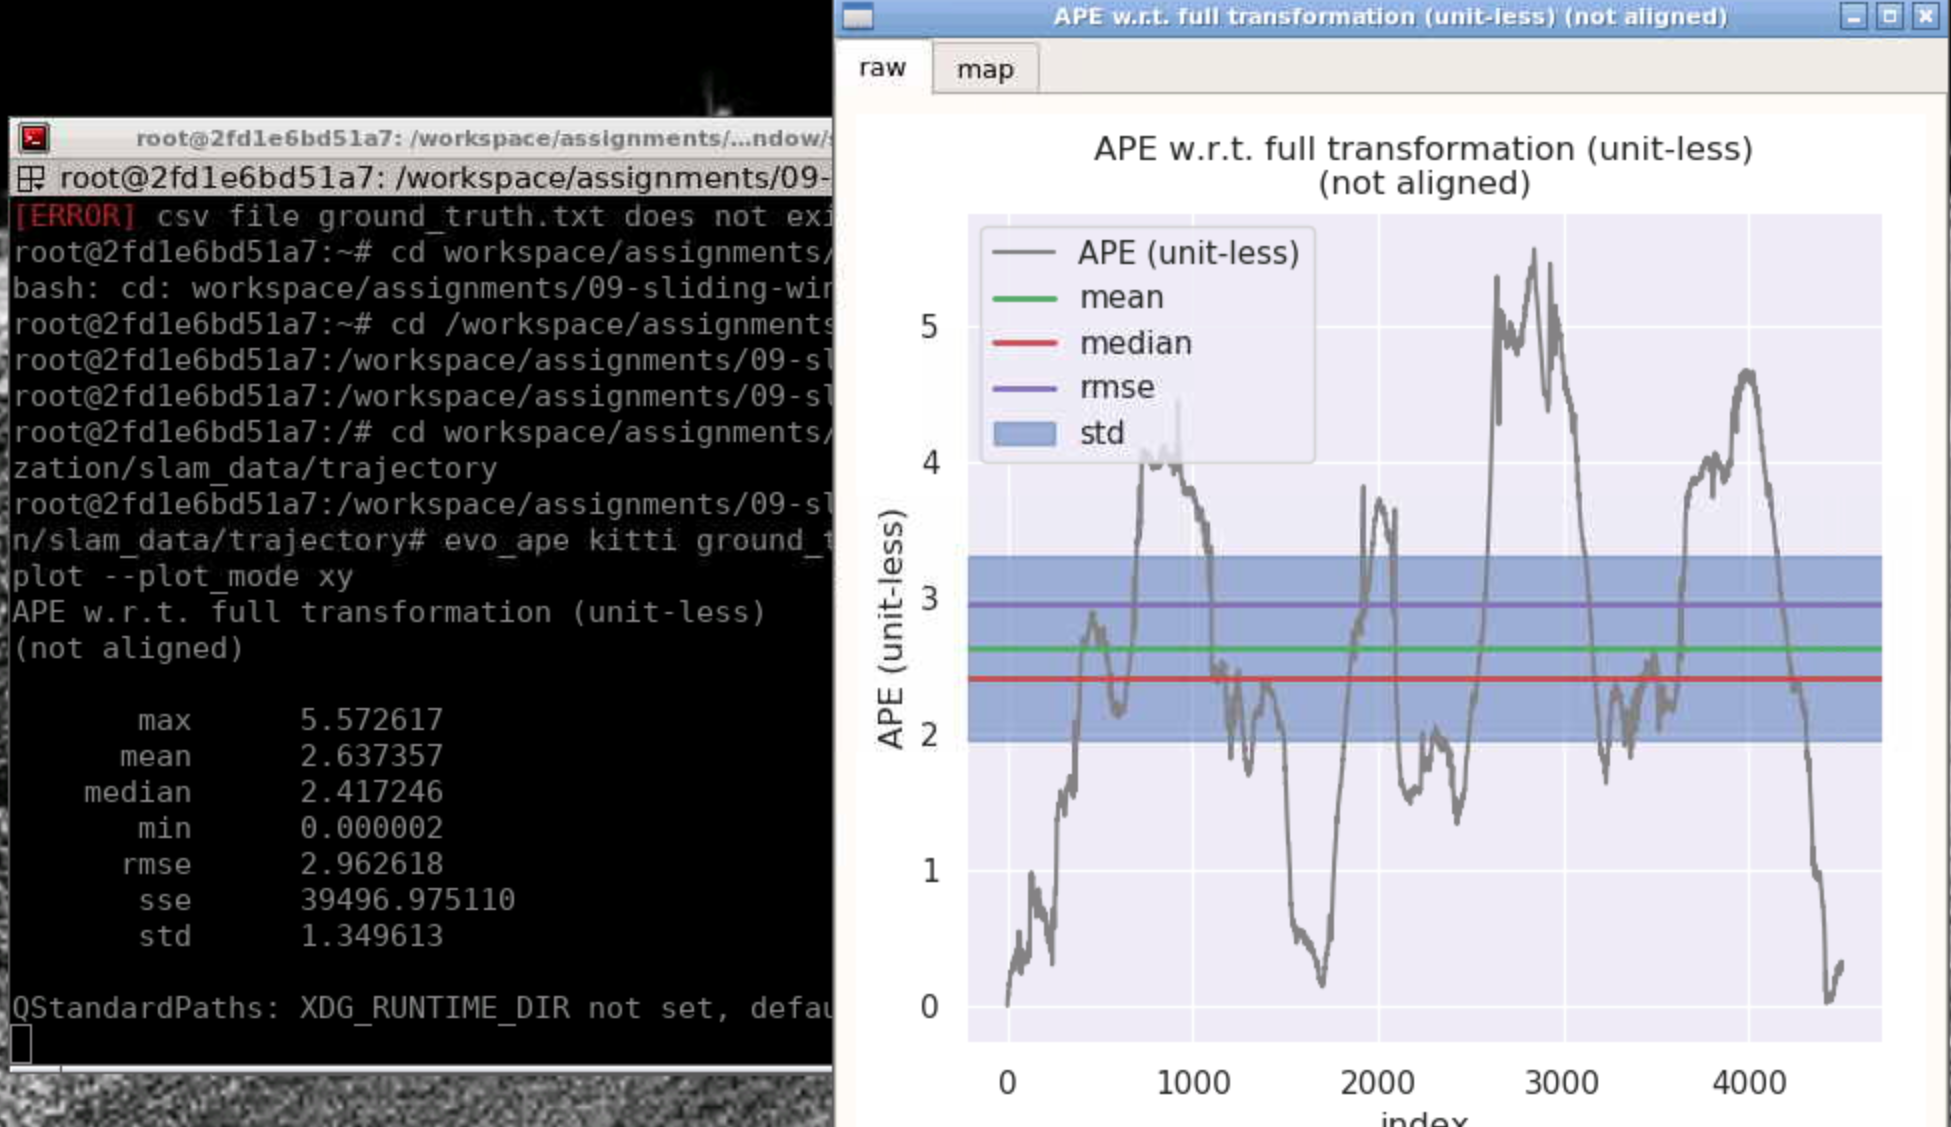 root@2fd1e6bd51a7: /workspace/assignments/...ndow/s
root@2fd1e6bd51a7: /workspace/assignments/09-
[ERROR] csv file ground_truth.txt does not exi
root@2fd1e6bd51a7:~# cd workspace/assignments/
bash: cd: workspace/assignments/09-sliding-win
root@2fd1e6bd51a7:~# cd /workspace/assignments
root@2fd1e6bd51a7:/workspace/assignments/09-sl
root@2fd1e6bd51a7:/workspace/assignments/09-sl
root@2fd1e6bd51a7:/# cd workspace/assignments/
zation/slam_data/trajectory
root@2fd1e6bd51a7:/workspace/assignments/09-sl
n/slam_data/trajectory# evo_ape kitti ground_t
plot --plot_mode xy
APE w.r.t. full transformation (unit-less)
(not aligned)
max 5.572617
mean 2.637357
median 2.417246
min 0.000002
rmse 2.962618
sse 39496.975110
std 1.349613
QStandardPaths: XDG_RUNTIME_DIR not set, defau
APE w.r.t. full transformation (unit-less) (not aligned)
raw map
APE w.r.t. full transformation (unit-less)
(not aligned)
APE (unit-less)
mean
median
rmse
std
APE (unit-less)
5
4
3
2
1
0
0 1000 2000 3000 4000
index